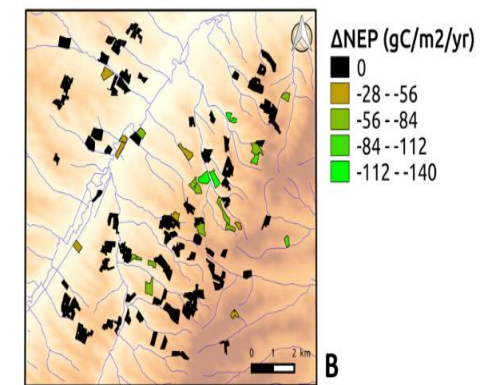 ΔNEP (gC/m2/yr)
0
-28 - -56
-56 - -84
-84 - -112
-112 - -140
0 1 2 km
B